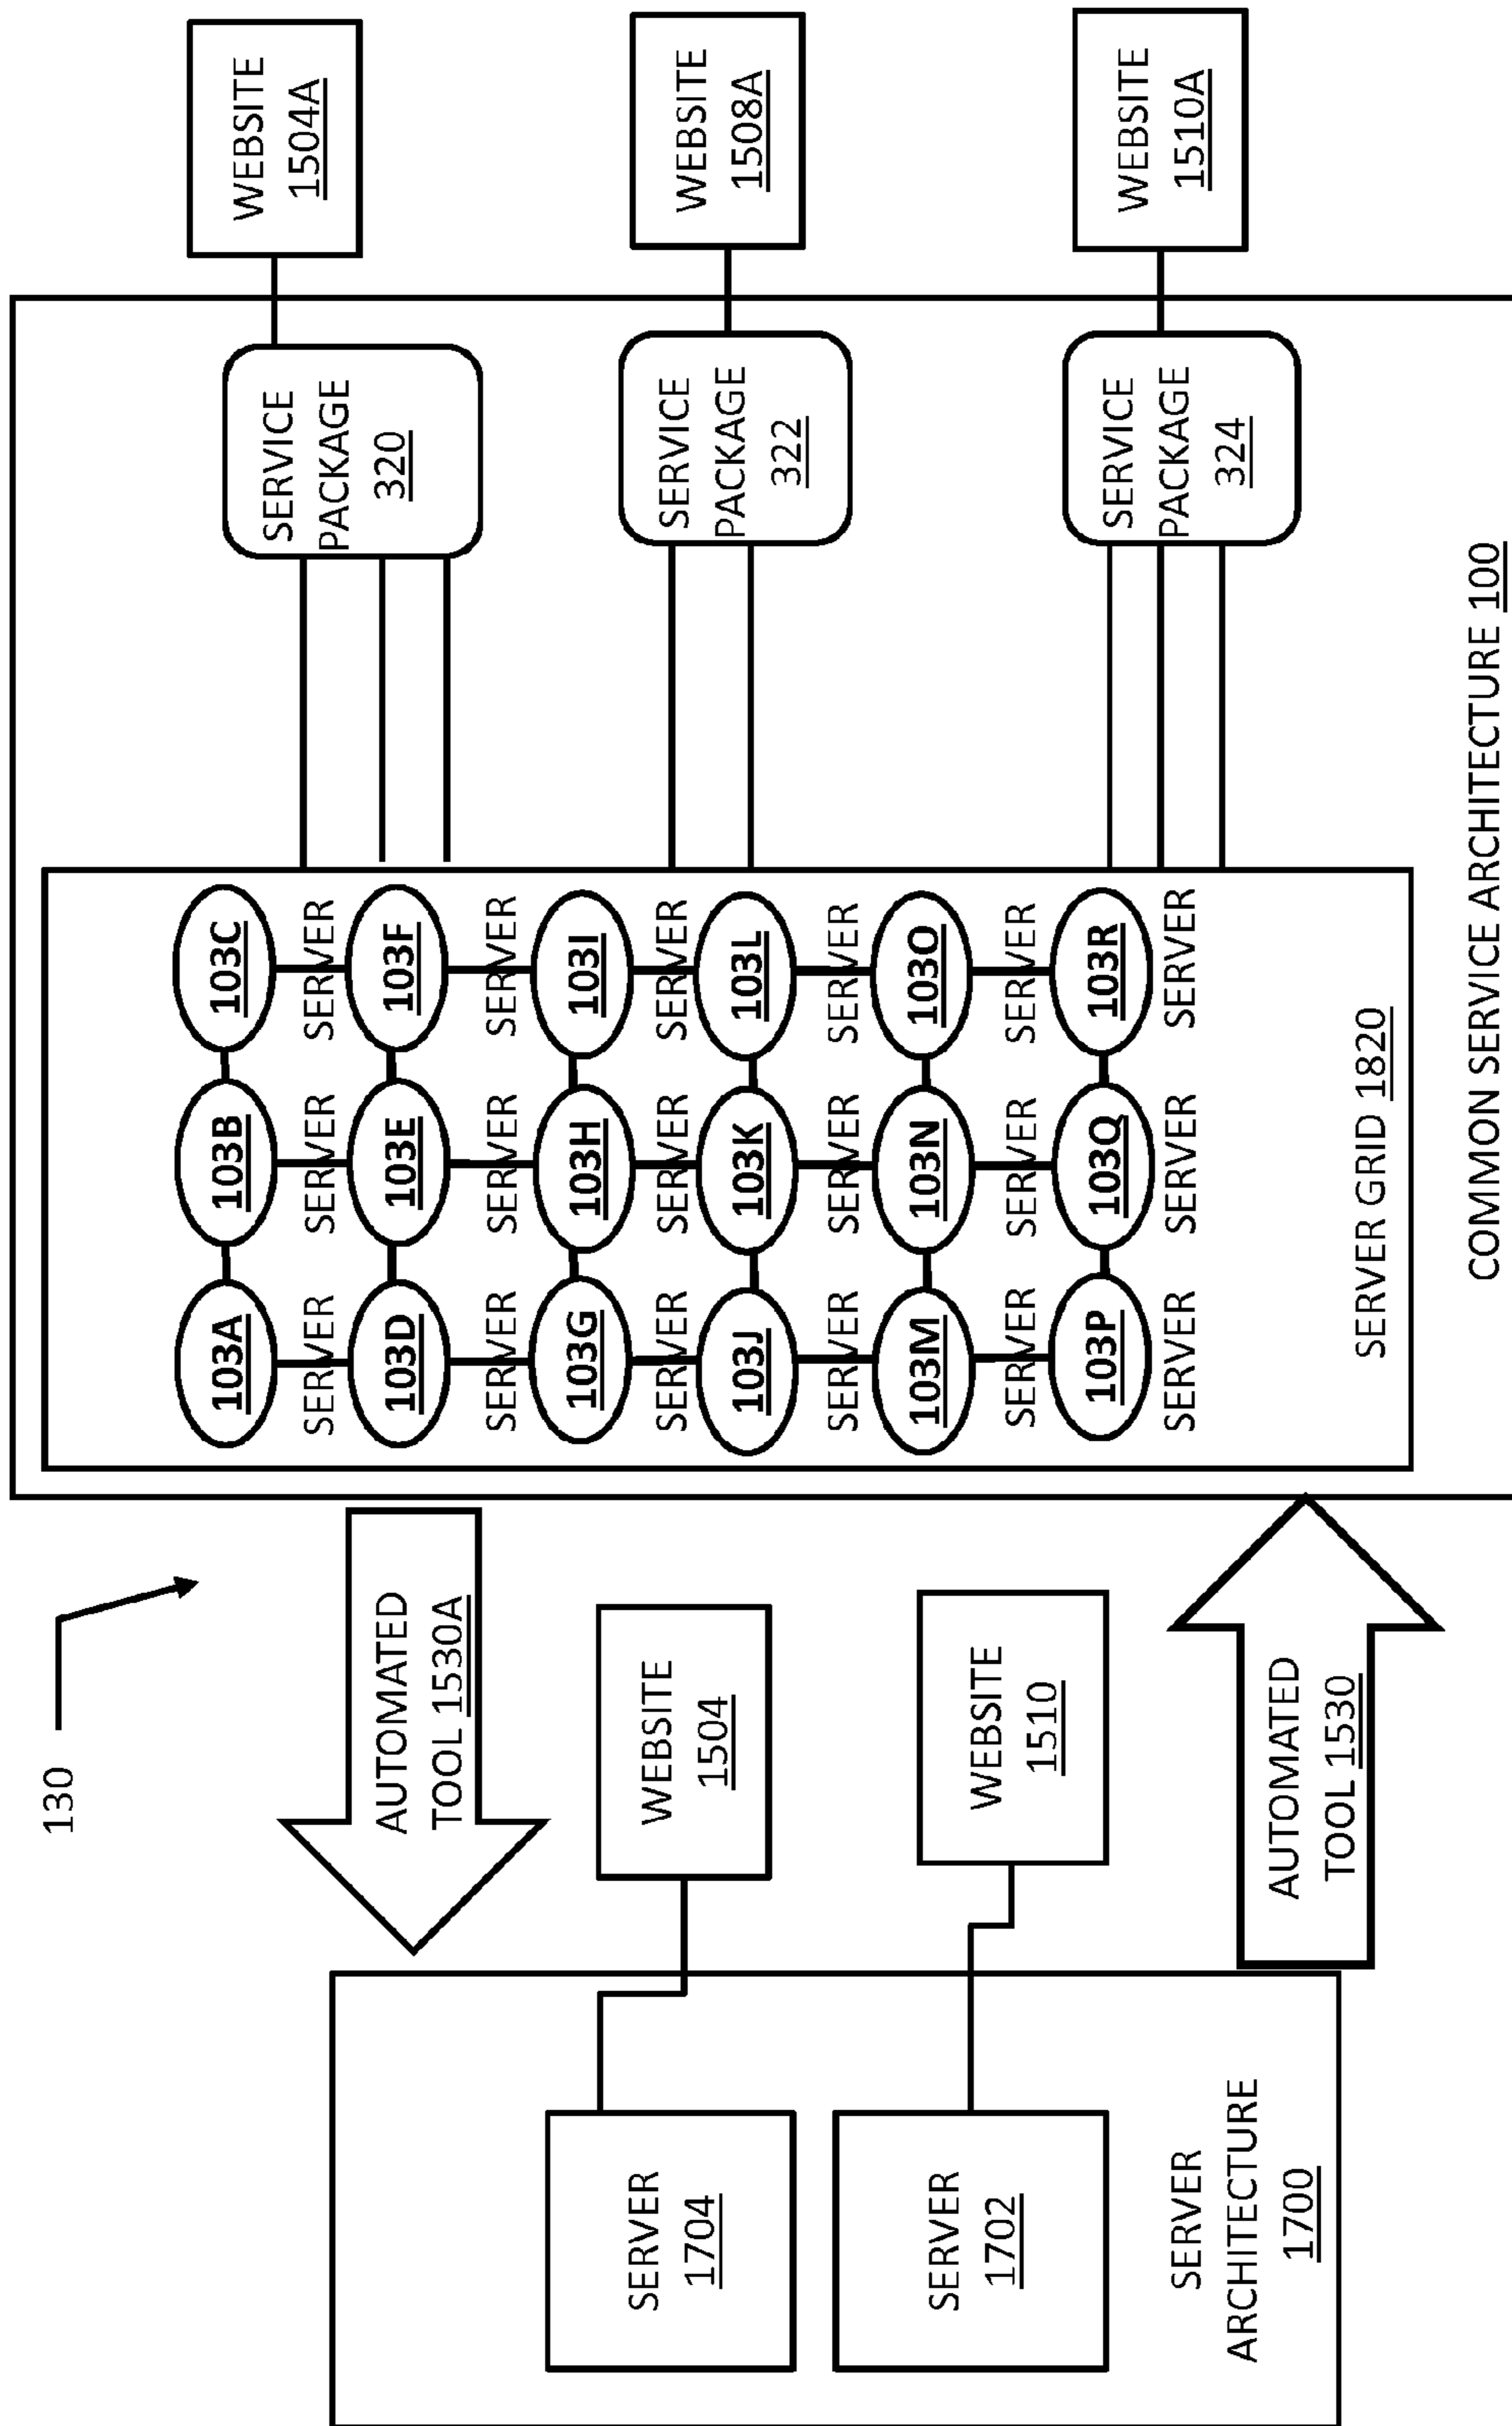 130
AUTOMATED
TOOL 1530A
SERVER
1704
WEBSITE
1504
SERVER
1702
WEBSITE
1510
SERVER
ARCHITECTURE
1700
AUTOMATED
TOOL 1530
103A 103B 103C
SERVER SERVER SERVER
103D 103E 103F
SERVER SERVER SERVER
103G 103H 103I
SERVER SERVER SERVER
103J 103K 103L
SERVER SERVER SERVER
103M 103N 103O
SERVER SERVER SERVER
103P 103Q 103R
SERVER SERVER SERVER
SERVER GRID 1820
SERVICE
PACKAGE
320
WEBSITE
1504A
SERVICE
PACKAGE
322
WEBSITE
1508A
SERVICE
PACKAGE
324
WEBSITE
1510A
COMMON SERVICE ARCHITECTURE 100